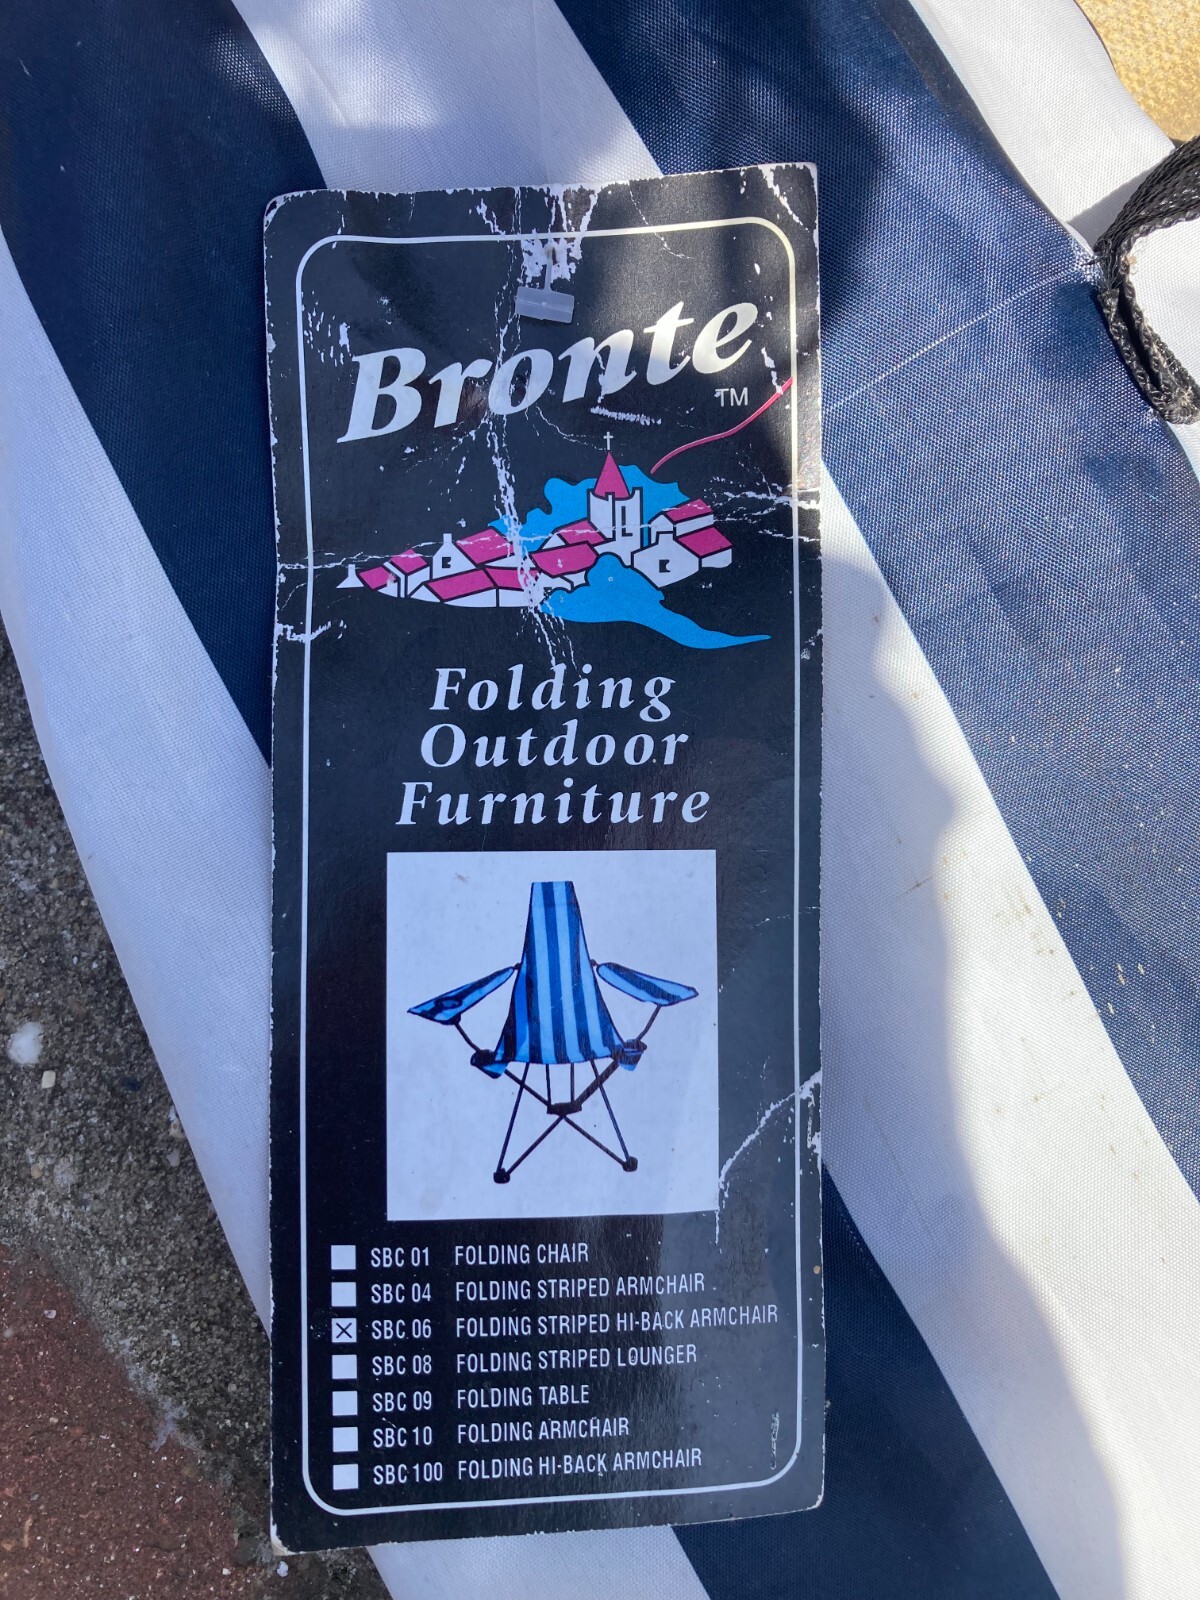 Bronte
TM
Folding
Outdoor
Furniture
SBC 01 FOLDING CHAIR
SBC 04 FOLDING STRIPED ARMCHAIR
SBC 06 FOLDING STRIPED HI-BACK ARMCHAIR
SBC 08 FOLDING STRIPED LOUNGER
SBC 09 FOLDING TABLE
SBC 10 FOLDING ARMCHAIR
SBC 100 FOLDING HI-BACK ARMCHAIR